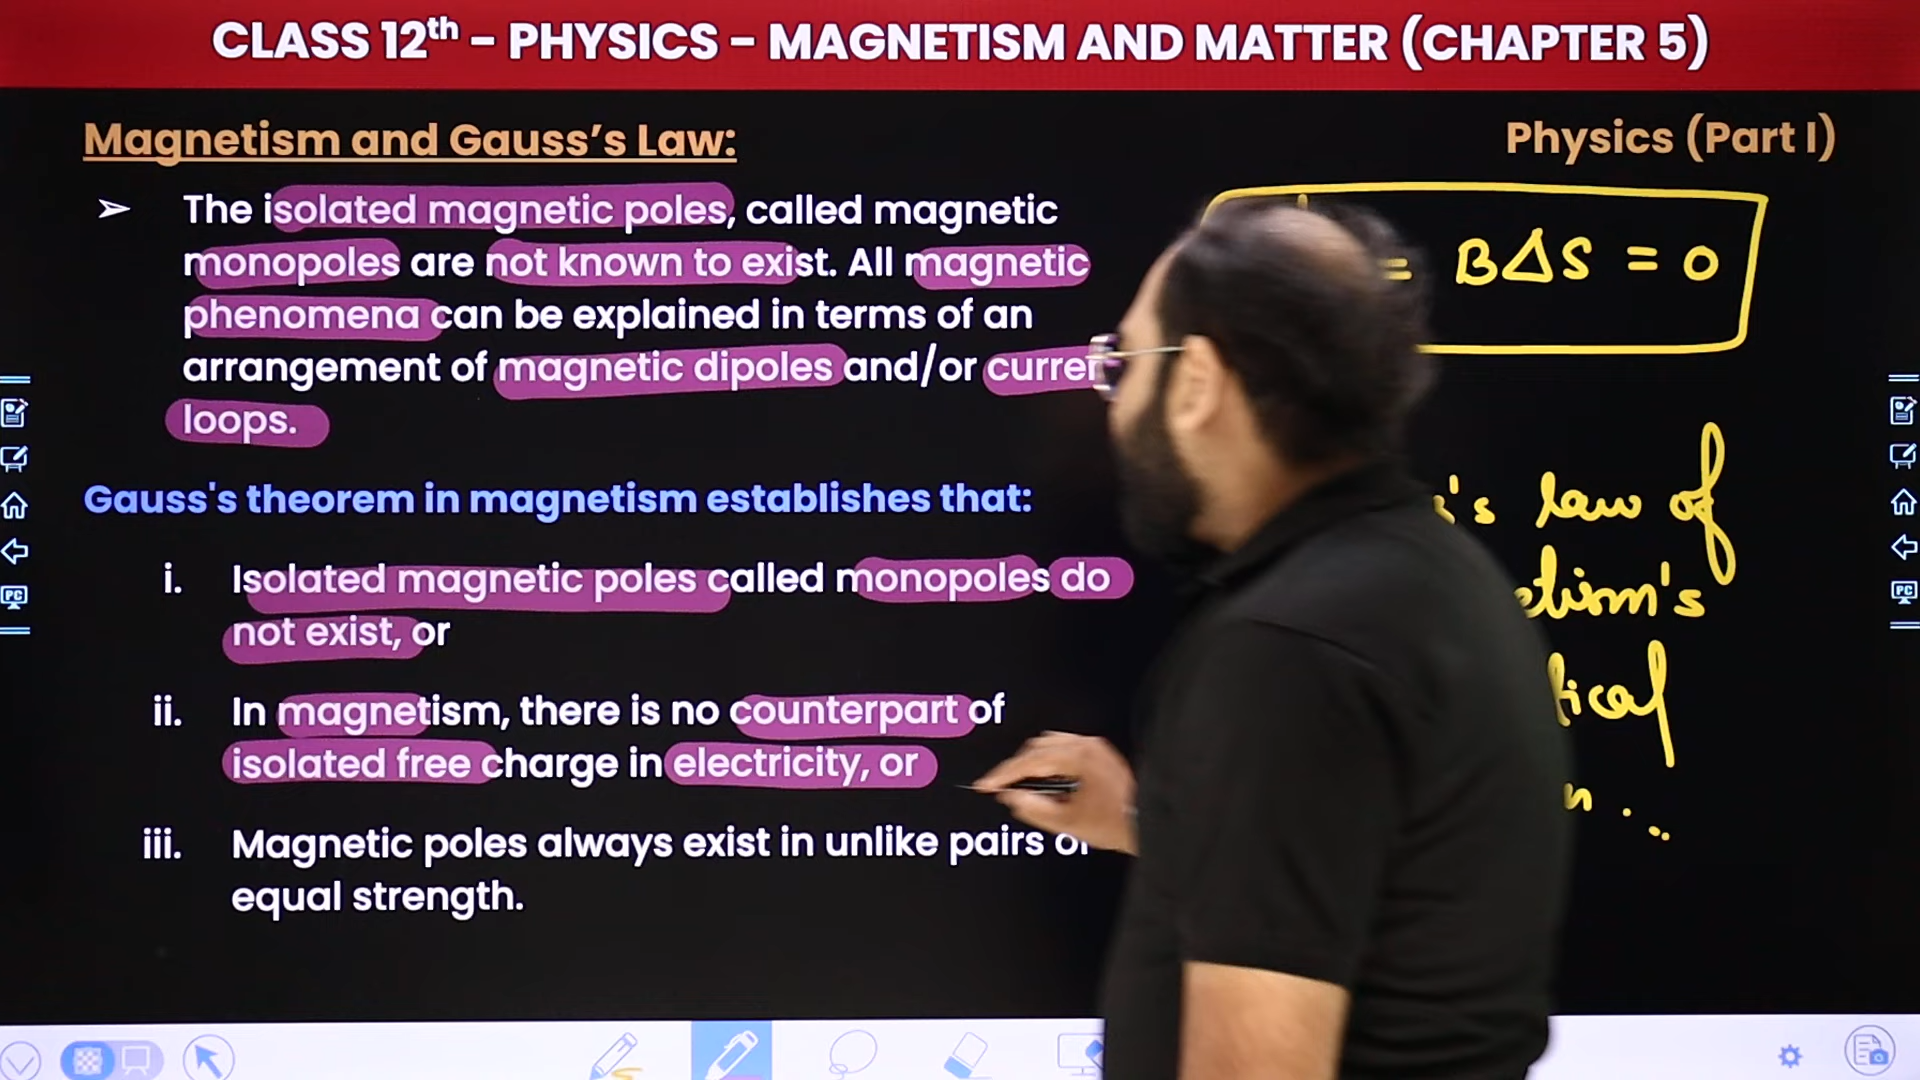 CLASS 12th - PHYSICS - MAGNETISM AND MATTER (CHAPTER 5)
Magnetism and Gauss's Law:
Physics (Part I)
➢ The isolated magnetic poles, called magnetic
monopoles are not known to exist. All magnetic
phenomena can be explained in terms of an
arrangement of magnetic dipoles and/or
loops.
= BΔS = 0
Gauss's theorem in magnetism establishes that:
i. Isolated magnetic poles called monopoles do
not exist, or
ii. In magnetism, there is no counterpart of
isolated free charge in electricity, or
iii. Magnetic poles always exist in unlike pairs
equal strength.
law of
PC
PC